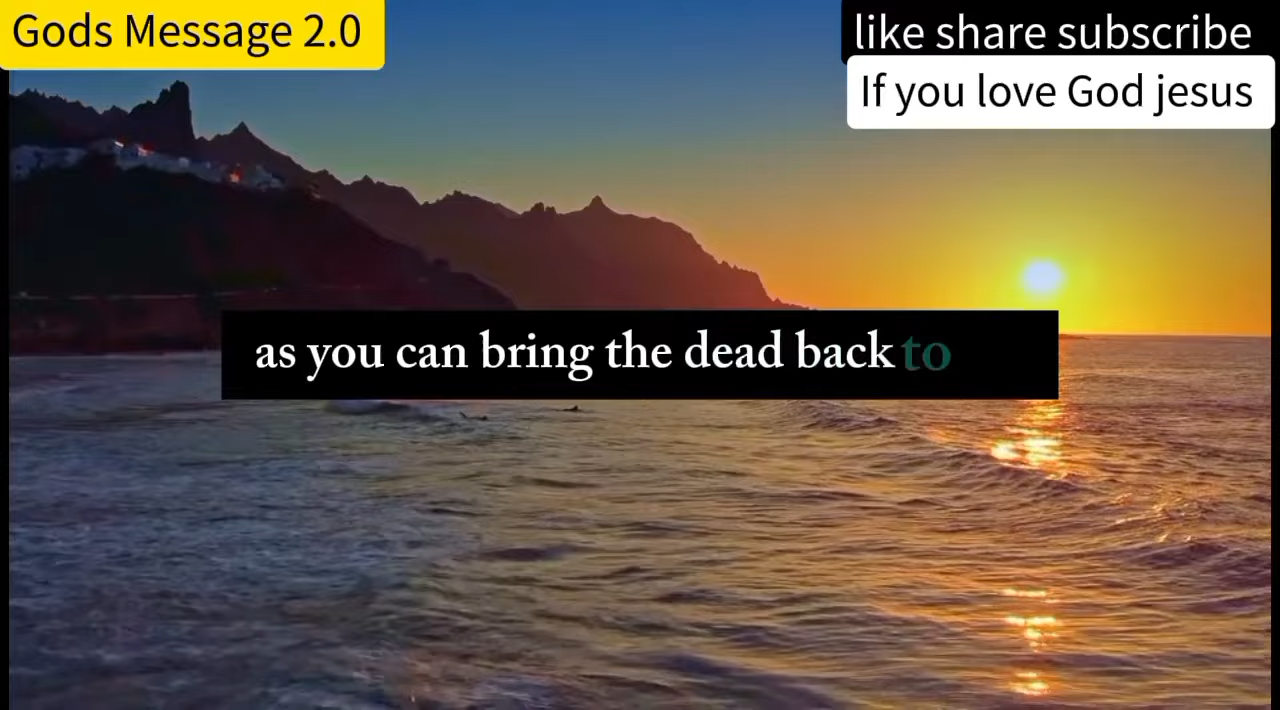 Gods Message 2.0
like share subscribe
If you love God jesus
as you can bring the dead back to